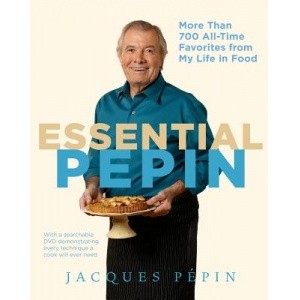 More Than
700 All-Time
Favorites from
My Life in Food
ESSENTIAL
PEPIN
With a searchable
DVD demonstrating
every technique a
cook will ever need
JACQUES PÉPIN